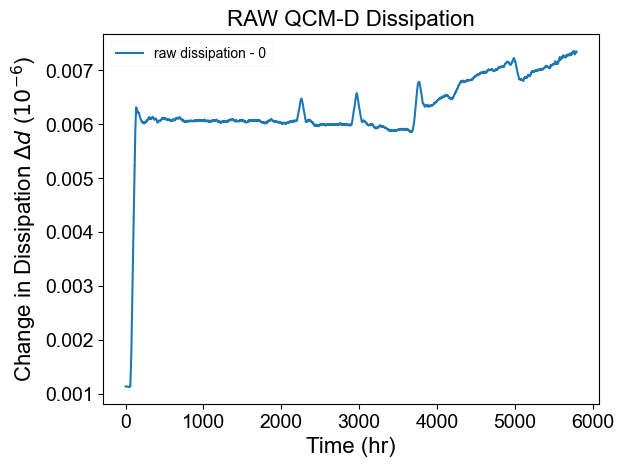 RAW QCM-D Dissipation
raw dissipation - 0
Change in Dissipation Δd (10⁻⁶)
0.007
0.006
0.005
0.004
0.003
0.002
0.001
0 1000 2000 3000 4000 5000 6000
Time (hr)